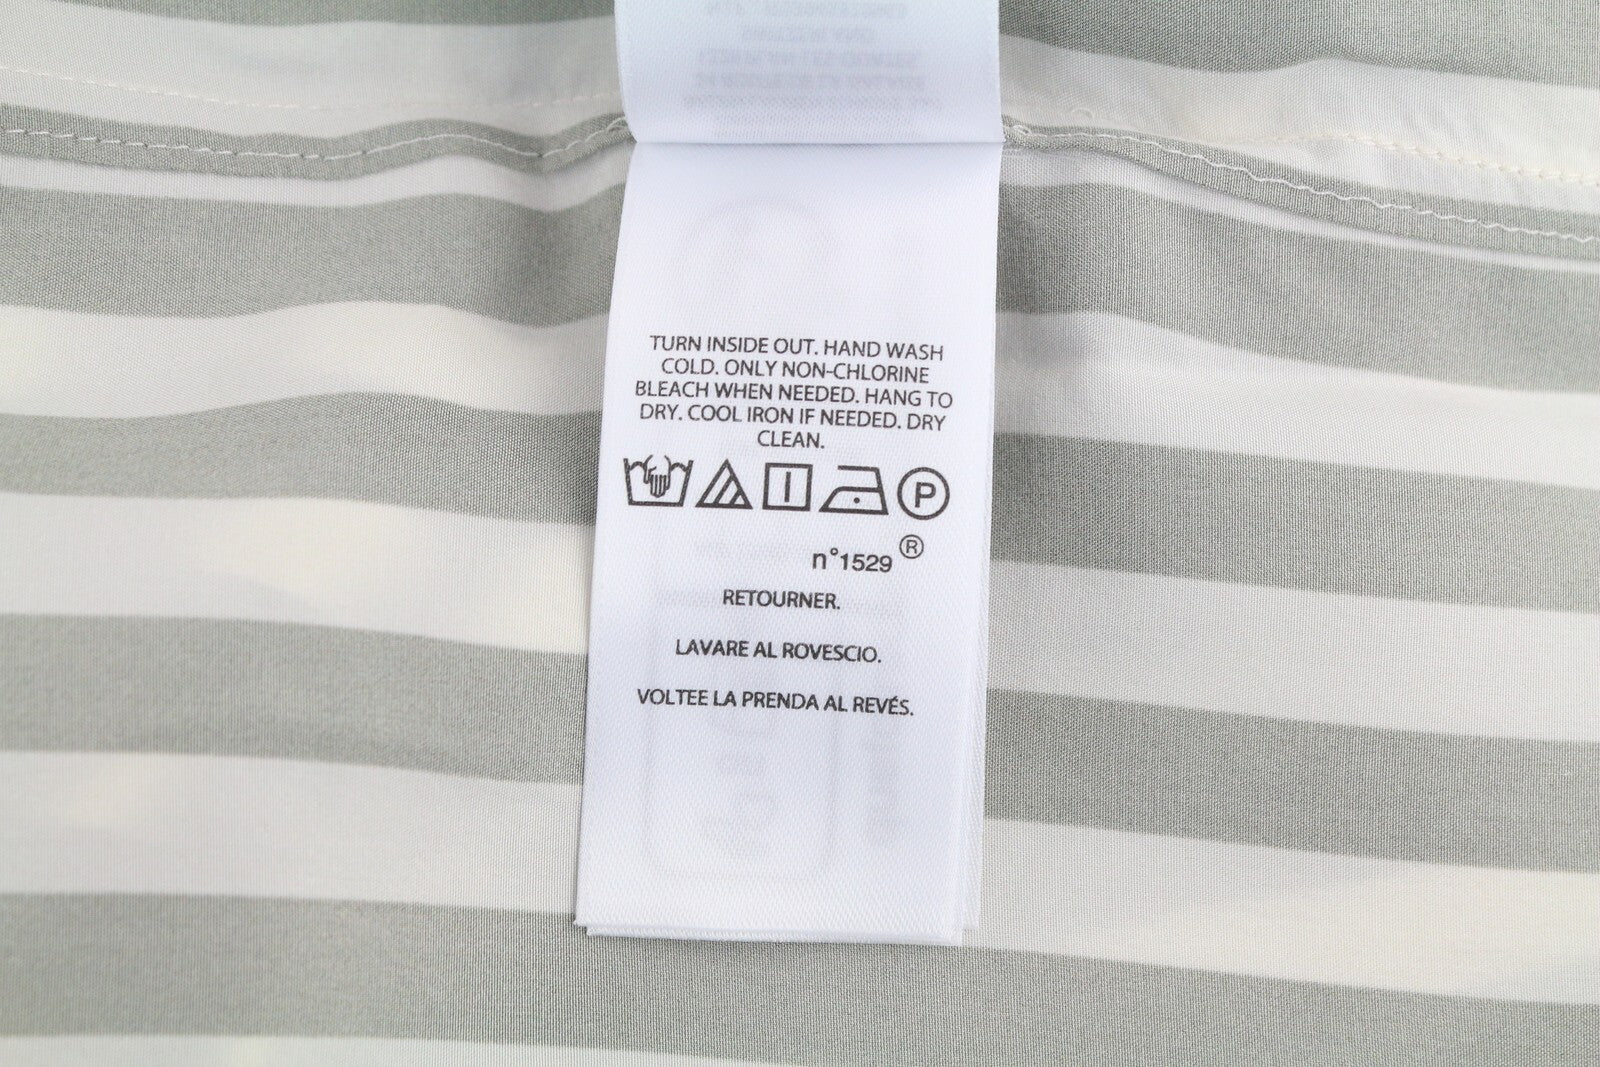 TURN INSIDE OUT. HAND WASH
COLD. ONLY NON-CHLORINE
BLEACH WHEN NEEDED. HANG TO
DRY. COOL IRON IF NEEDED. DRY
CLEAN.
P
n°1529 ®
RETOURNER.
LAVARE AL ROVESCIO.
VOLTEE LA PRENDA AL REVÉS.